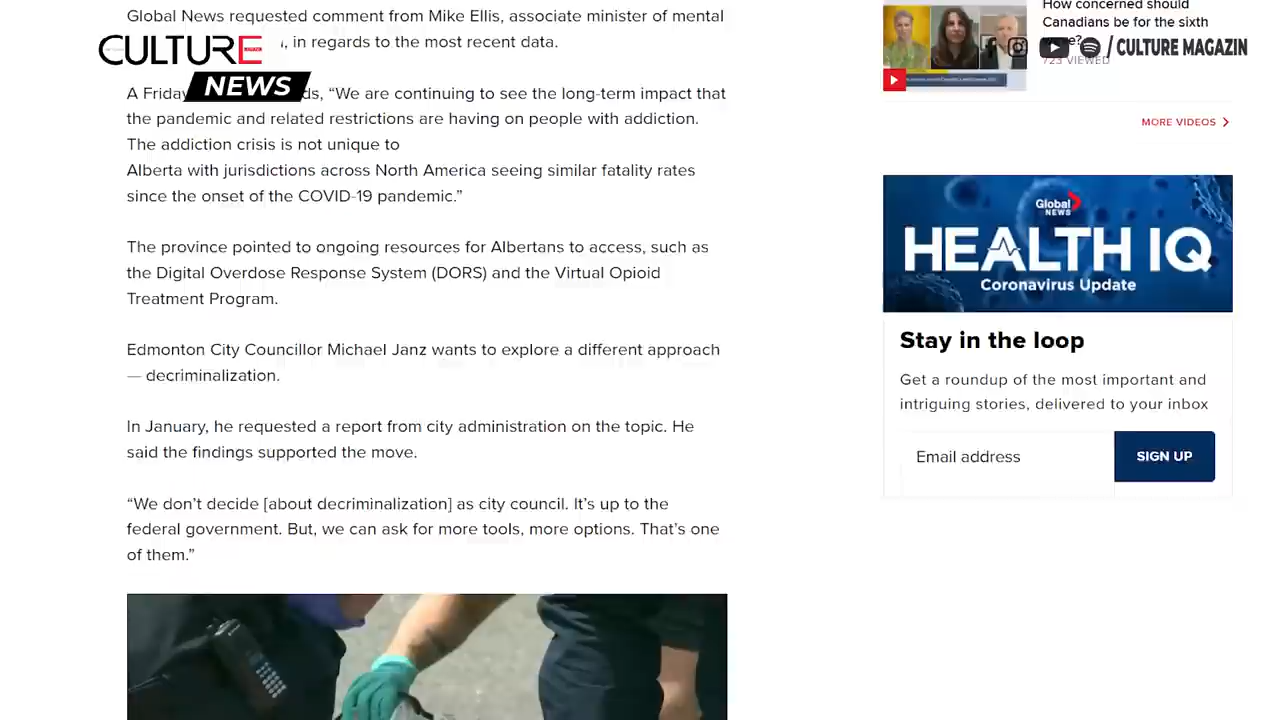 Global News requested comment from Mike Ellis, associate minister of mental
, in regards to the most recent data.
CULTURE
NEWS
A Friday ds, “We are continuing to see the long-term impact that
the pandemic and related restrictions are having on people with addiction.
The addiction crisis is not unique to
Alberta with jurisdictions across North America seeing similar fatality rates
since the onset of the COVID-19 pandemic.”
The province pointed to ongoing resources for Albertans to access, such as
the Digital Overdose Response System (DORS) and the Virtual Opioid
Treatment Program.
Edmonton City Councillor Michael Janz wants to explore a different approach
— decriminalization.
In January, he requested a report from city administration on the topic. He
said the findings supported the move.
“We don’t decide [about decriminalization] as city council. It’s up to the
federal government. But, we can ask for more tools, more options. That’s one
of them.”
How concerned should
Canadians be for the sixth
723 VIEWED
/ CULTURE MAGAZIN
MORE VIDEOS
Global
NEWS
HEALTH IQ
Coronavirus Update
Stay in the loop
Get a roundup of the most important and
intriguing stories, delivered to your inbox
Email address
SIGN UP